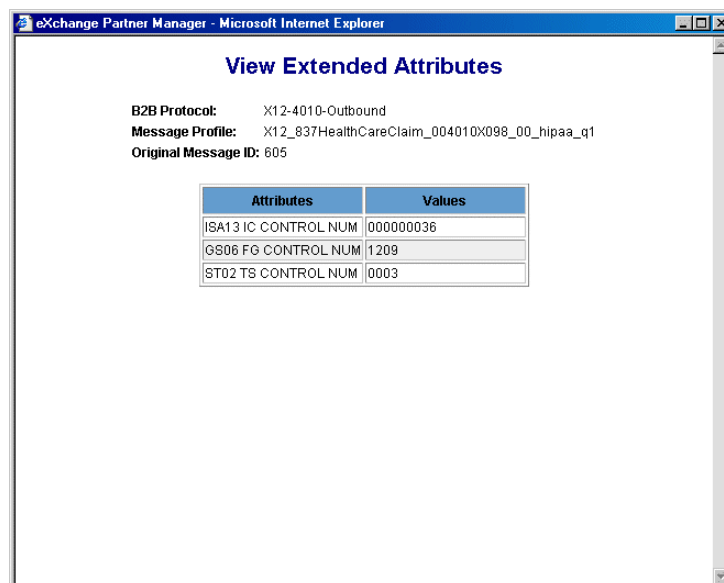 eXchange Partner Manager - Microsoft Internet Explorer
View Extended Attributes
B2B Protocol: X12-4010-Outbound
Message Profile: X12_837HealthCareClaim_004010X098_00_hipaa_q1
Original Message ID: 605
Attributes Values
ISA13 IC CONTROL NUM 000000036
GS06 FG CONTROL NUM 1209
ST02 TS CONTROL NUM 0003